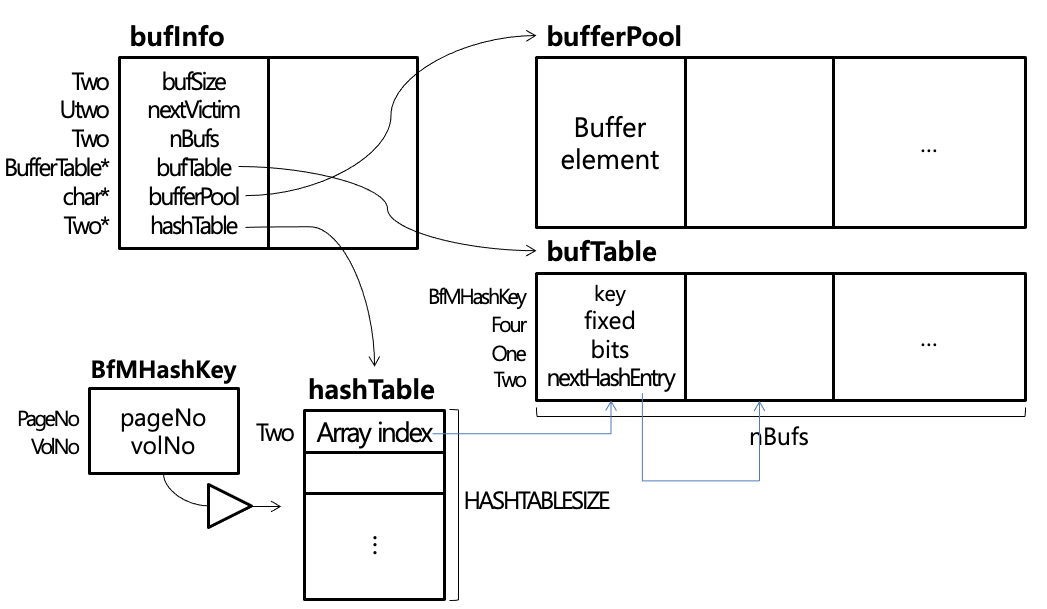 bufInfo
Two bufSize
Utwo nextVictim
Two nBufs
BufferTable* bufTable
char* bufferPool
Two* hashTable
bufferPool
Buffer
element
...
bufTable
BfMHashKey key
Four fixed
One bits
Two nextHashEntry
...
nBufs
BfMHashKey
PageNo pageNo
VolNo volNo
hashTable
Two Array index
⋮
HASHTABLESIZE